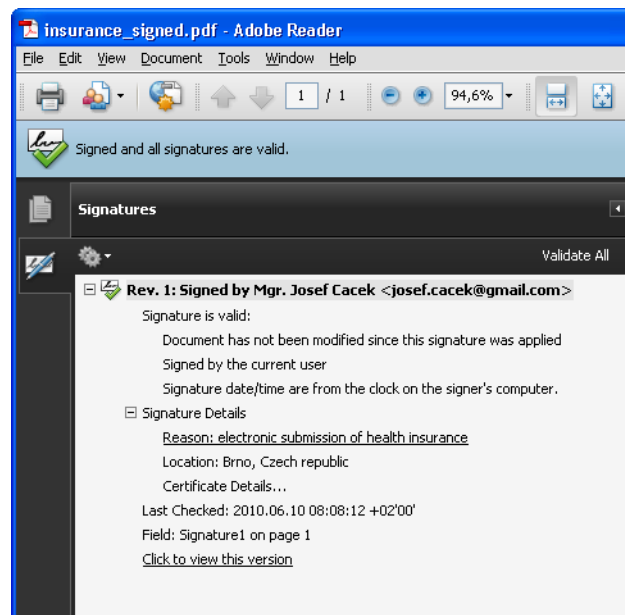 insurance_signed.pdf - Adobe Reader
File Edit View Document Tools Window Help
1 / 1 94,6%
Signed and all signatures are valid.
Signatures
Validate All
Rev. 1: Signed by Mgr. Josef Cacek <josef.cacek@gmail.com>
Signature is valid:
Document has not been modified since this signature was applied
Signed by the current user
Signature date/time are from the clock on the signer's computer.
Signature Details
Reason: electronic submission of health insurance
Location: Brno, Czech republic
Certificate Details...
Last Checked: 2010.06.10 08:08:12 +02'00'
Field: Signature1 on page 1
Click to view this version